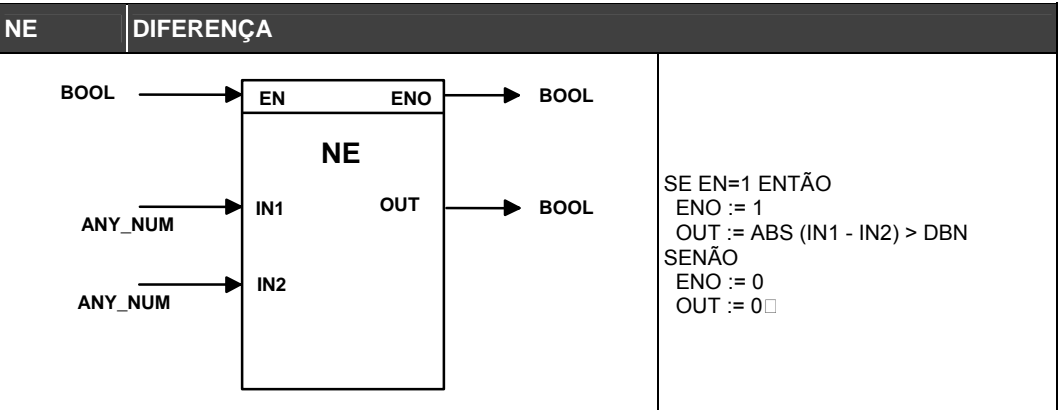 NE DIFERENÇA
BOOL EN ENO BOOL
NE
IN1 OUT BOOL
ANY_NUM
IN2
ANY_NUM
SE EN=1 ENTÃO
ENO := 1
OUT := ABS (IN1 - IN2) > DBN
SENÃO
ENO := 0
OUT := 0